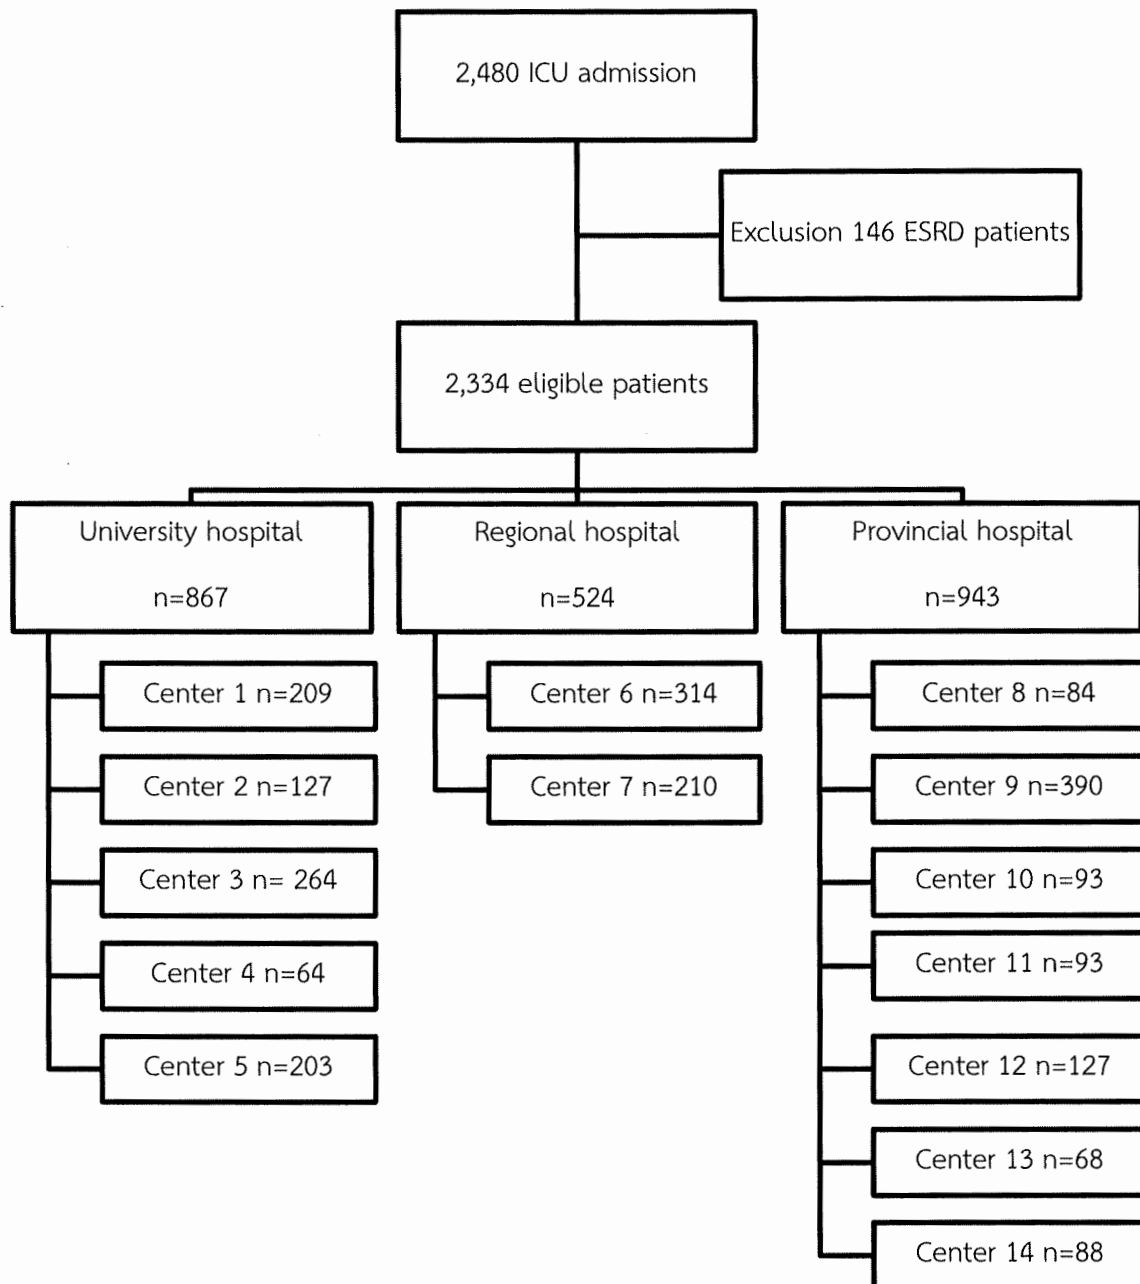 2,480 ICU admission
Exclusion 146 ESRD patients
2,334 eligible patients
University hospital
n=867
Regional hospital
n=524
Provincial hospital
n=943
Center 1 n=209
Center 2 n=127
Center 3 n= 264
Center 4 n=64
Center 5 n=203
Center 6 n=314
Center 7 n=210
Center 8 n=84
Center 9 n=390
Center 10 n=93
Center 11 n=93
Center 12 n=127
Center 13 n=68
Center 14 n=88